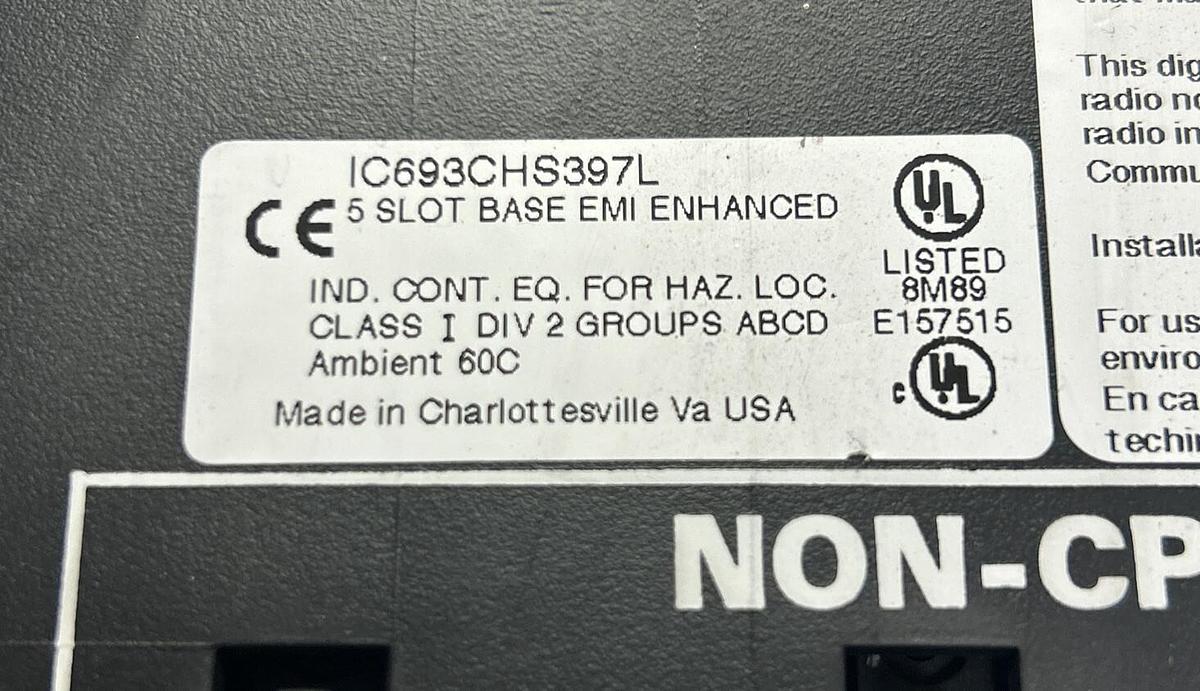 IC693CHS397L
CE 5 SLOT BASE EMI ENHANCED
IND. CONT. EQ. FOR HAZ. LOC.
CLASS I DIV 2 GROUPS ABCD
Ambient 60C
Made in Charlottesville Va USA
UL
LISTED
8M89
E157515
c UL
This dig
radio no
radio in
Commu
Installa
For us
enviro
En ca
techi
NON-CP